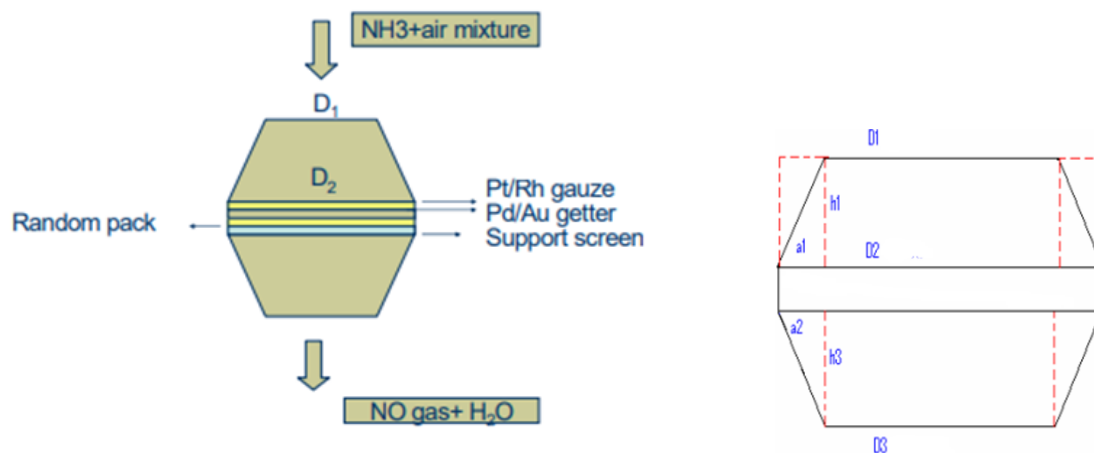 NH3+air mixture
D₁
D₂
Pt/Rh gauze
Pd/Au getter
Random pack
Support screen
NO gas+ H₂O
D1
h1
a1
D2
...
a2
h3
D3